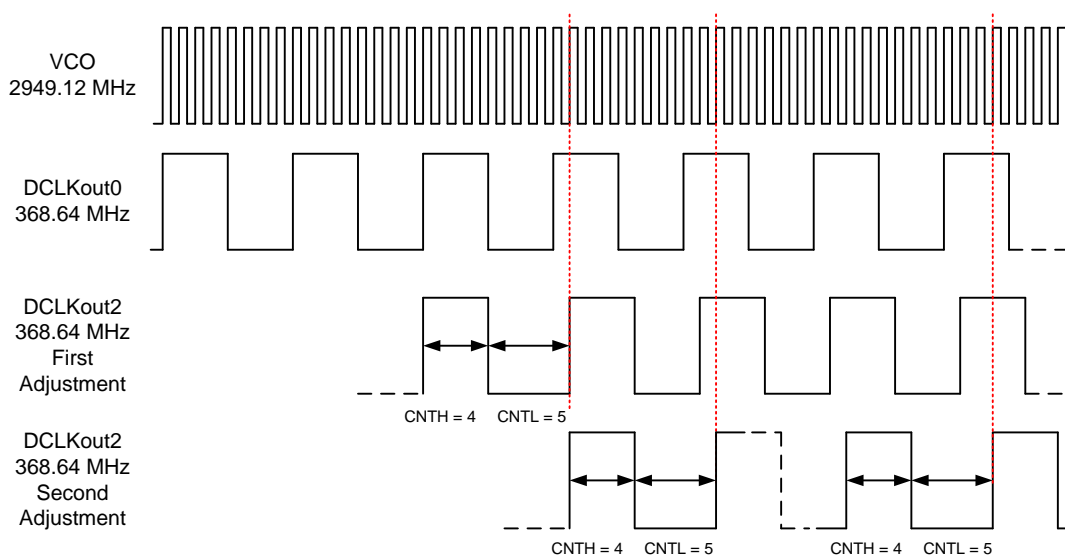 VCO
2949.12 MHz
DCLKout0
368.64 MHz
DCLKout2
368.64 MHz
First
Adjustment
CNTH = 4
CNTL = 5
DCLKout2
368.64 MHz
Second
Adjustment
CNTH = 4
CNTL = 5
CNTH = 4
CNTL = 5